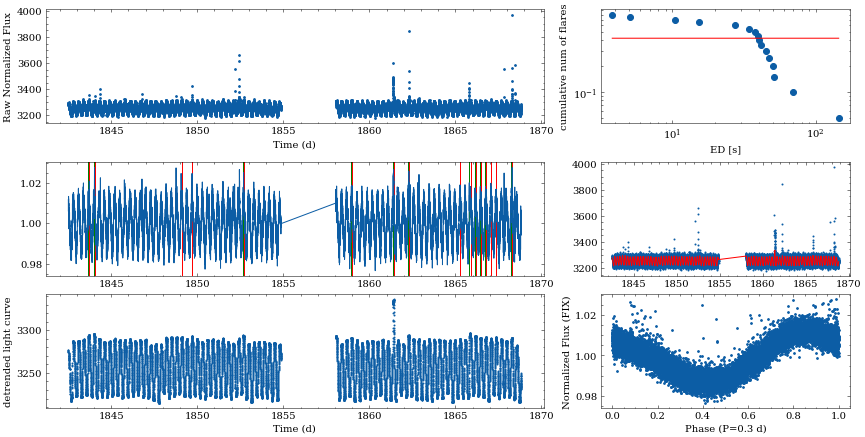 Raw Normalized Flux
4000
3800
3600
3400
3200
1845 1850 1855 1860 1865 1870
Time (d)
cumulative num of flares
10⁻¹
10¹ 10²
ED [s]
1.02
1.00
0.98
1845 1850 1855 1860 1865 1870
4000
3800
3600
3400
3200
1845 1850 1855 1860 1865 1870
detrended light curve
3300
3250
1845 1850 1855 1860 1865 1870
Time (d)
Normalized Flux (FIX)
1.02
1.00
0.98
0.0 0.2 0.4 0.6 0.8 1.0
Phase (P=0.3 d)